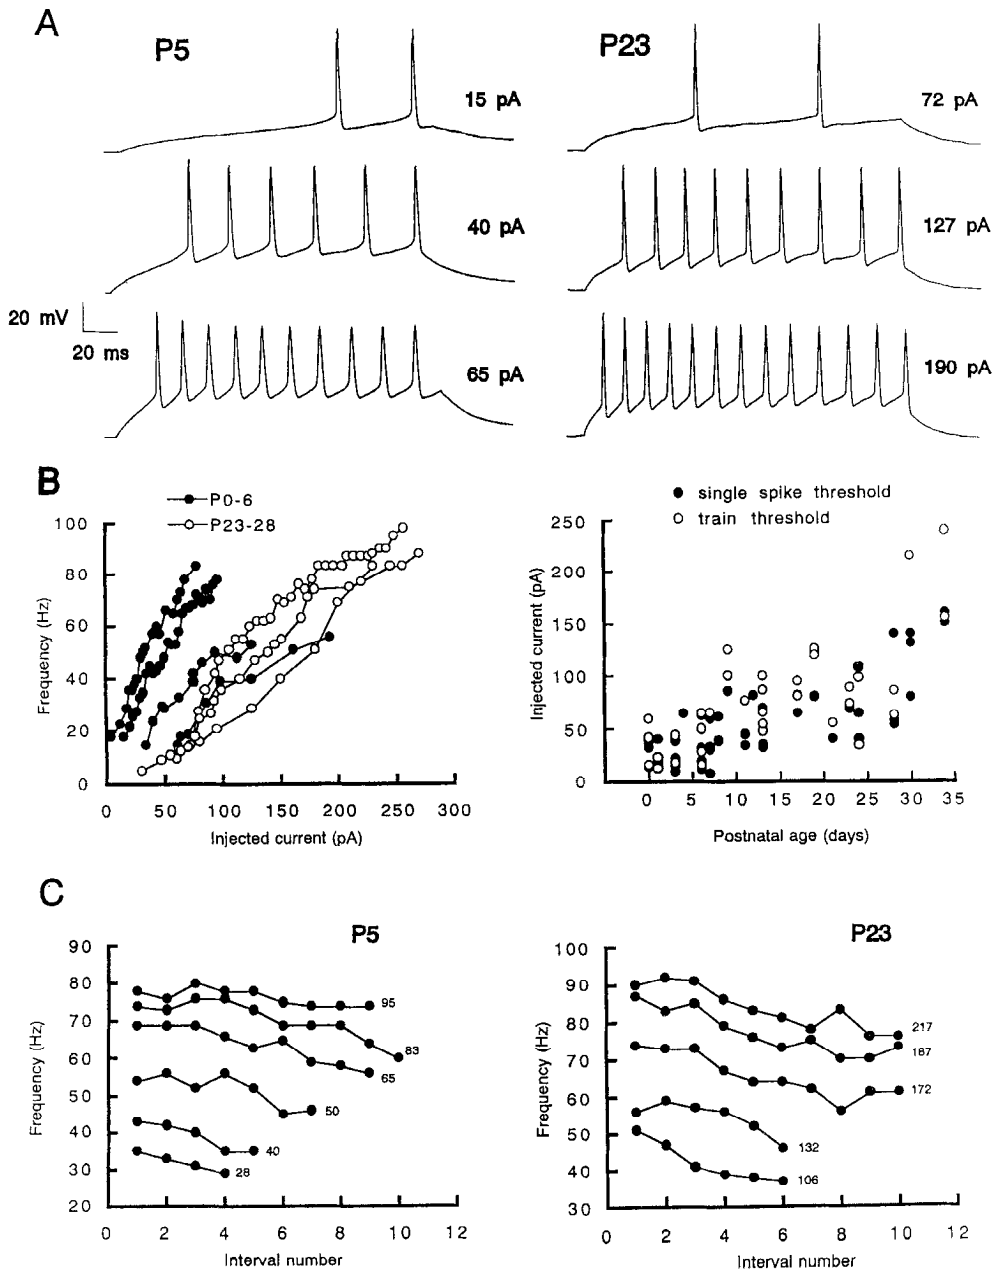 A
P5
P23
15 pA
72 pA
40 pA
127 pA
20 mV
20 ms
65 pA
190 pA
B
P0-6
P23-28
100
80
60
40
20
0
Frequency (Hz)
0 50 100 150 200 250 300
Injected current (pA)
single spike threshold
train threshold
250
200
150
100
50
0
Injected current (pA)
0 5 10 15 20 25 30 35
Postnatal age (days)
C
P5
90
80
70
60
50
40
30
20
Frequency (Hz)
95
83
65
50
40
28
0 2 4 6 8 10 12
Interval number
P23
100
90
80
70
60
50
40
30
Frequency (Hz)
217
187
172
132
106
0 2 4 6 8 10 12
Interval number